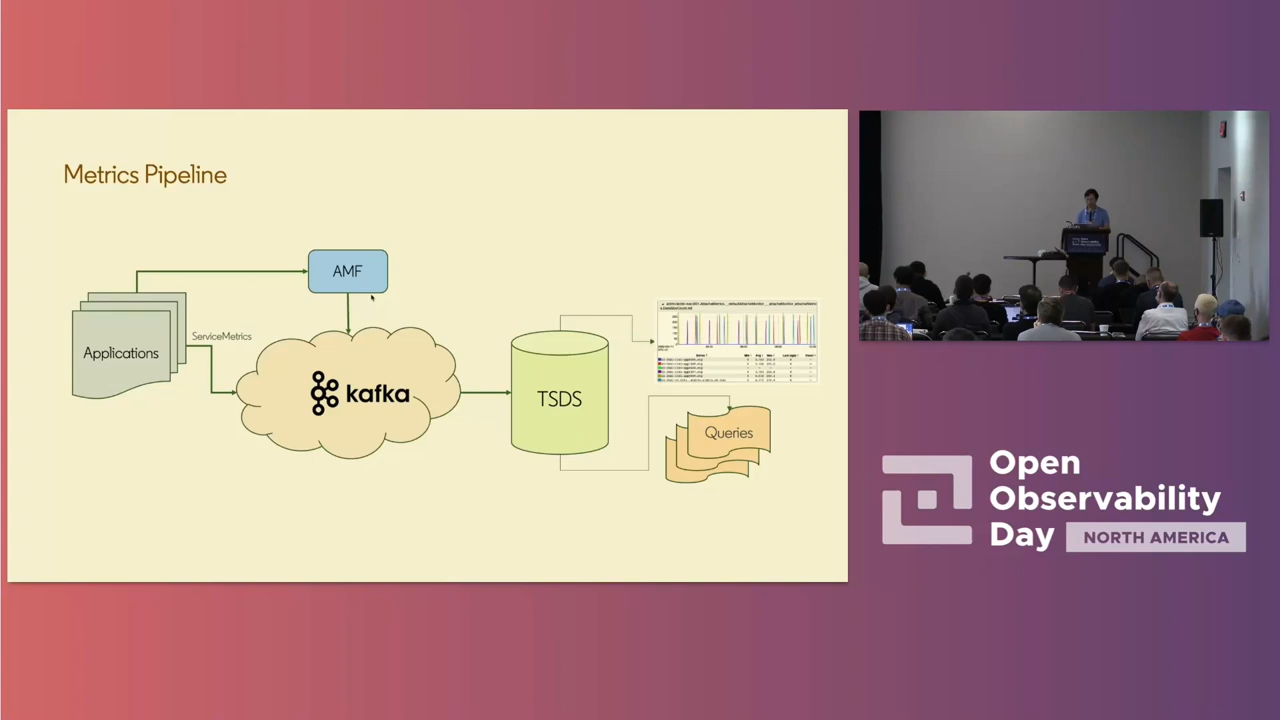 Metrics Pipeline
AMF
Applications
ServiceMetrics
kafka
TSDS
Queries
Open
Observability
Day
NORTH AMERICA